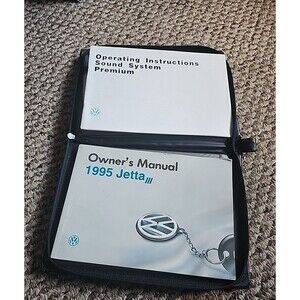 Operating Instructions
Sound System
Premium
Owner's Manual
1995 Jetta III